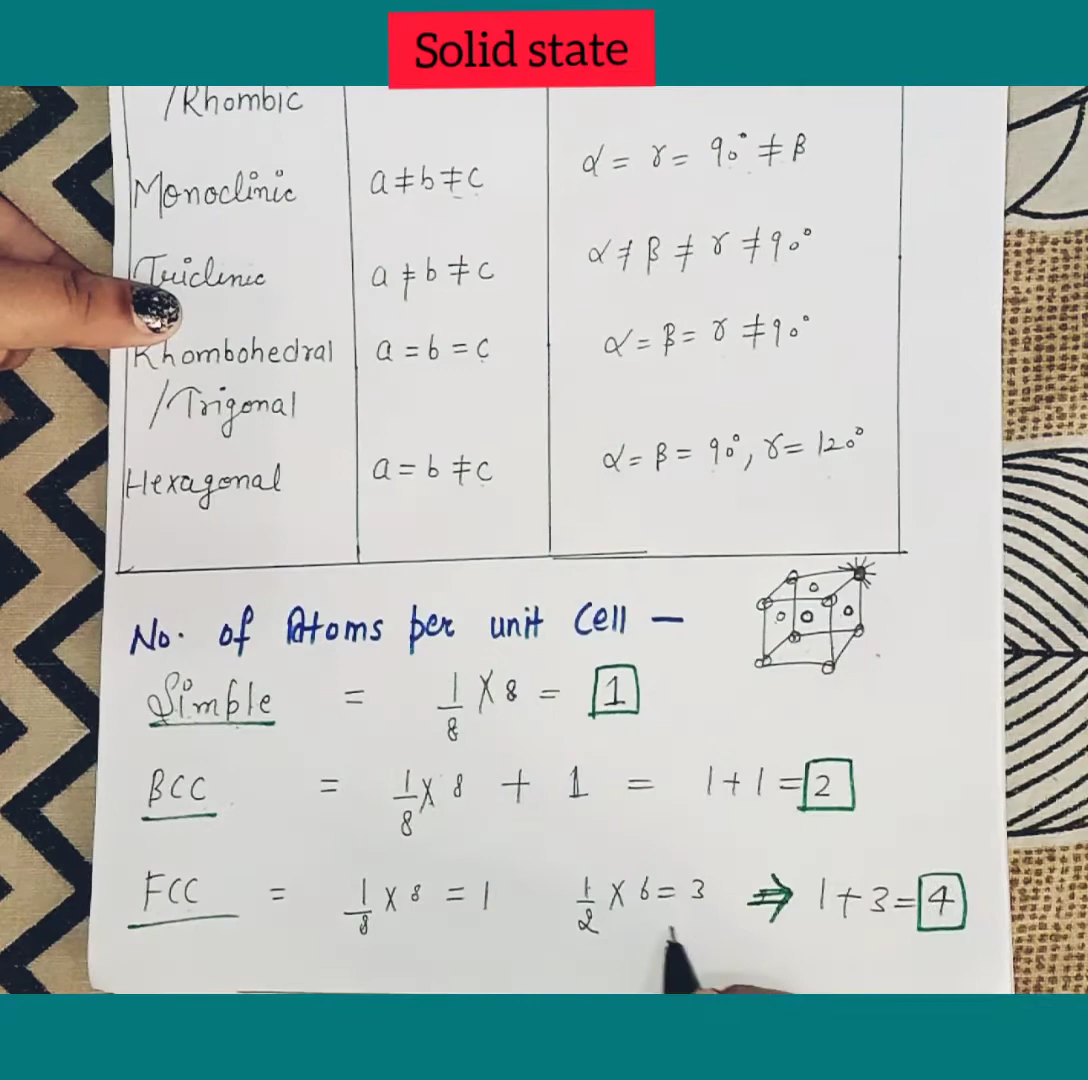 Solid state
/Rhombic
Monoclinic a ≠ b ≠ c α = γ = 90° ≠ β
Triclinic a ≠ b ≠ c α ≠ β ≠ γ ≠ 90°
Rhombohedral a = b = c α = β = γ ≠ 90°
/Trigonal
Hexagonal a = b ≠ c α = β = 90°, γ = 120°
No. of Atoms per unit Cell —
Simple = 1/8 X 8 = 1
BCC = 1/8 X 8 + 1 = 1 + 1 = 2
FCC = 1/8 X 8 = 1 1/2 X 6 = 3 ⇒ 1 + 3 = 4